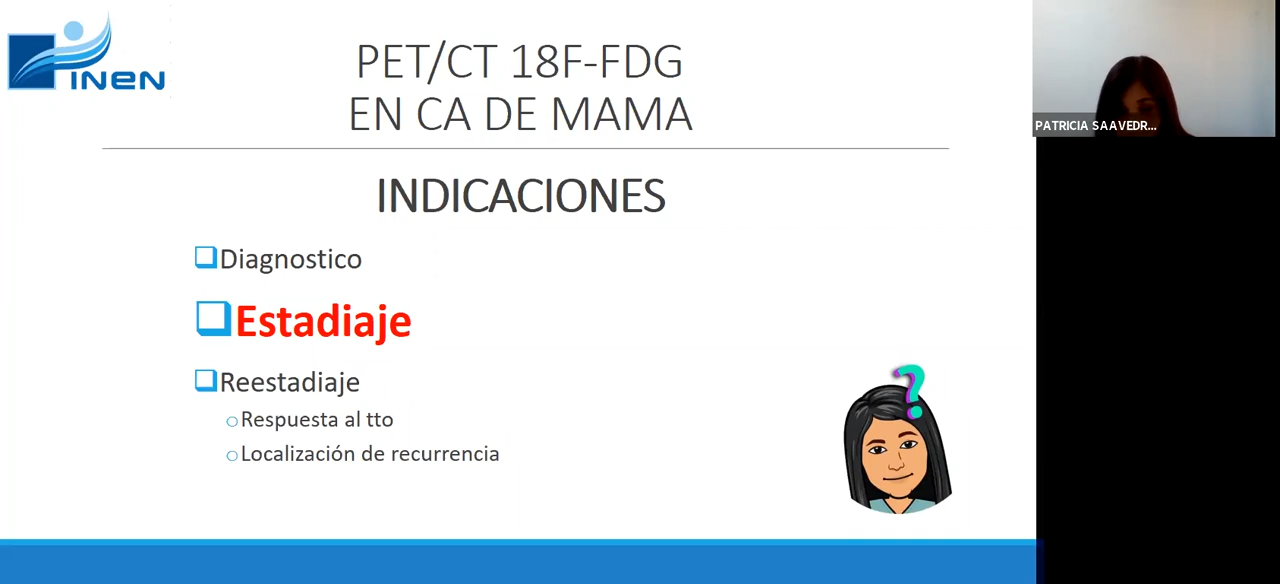 INEN
PET/CT 18F-FDG
EN CA DE MAMA
INDICACIONES
Diagnostico
Estadiaje
Reestadiaje
Respuesta al tto
Localización de recurrencia
?
PATRICIA SAAVEDR...